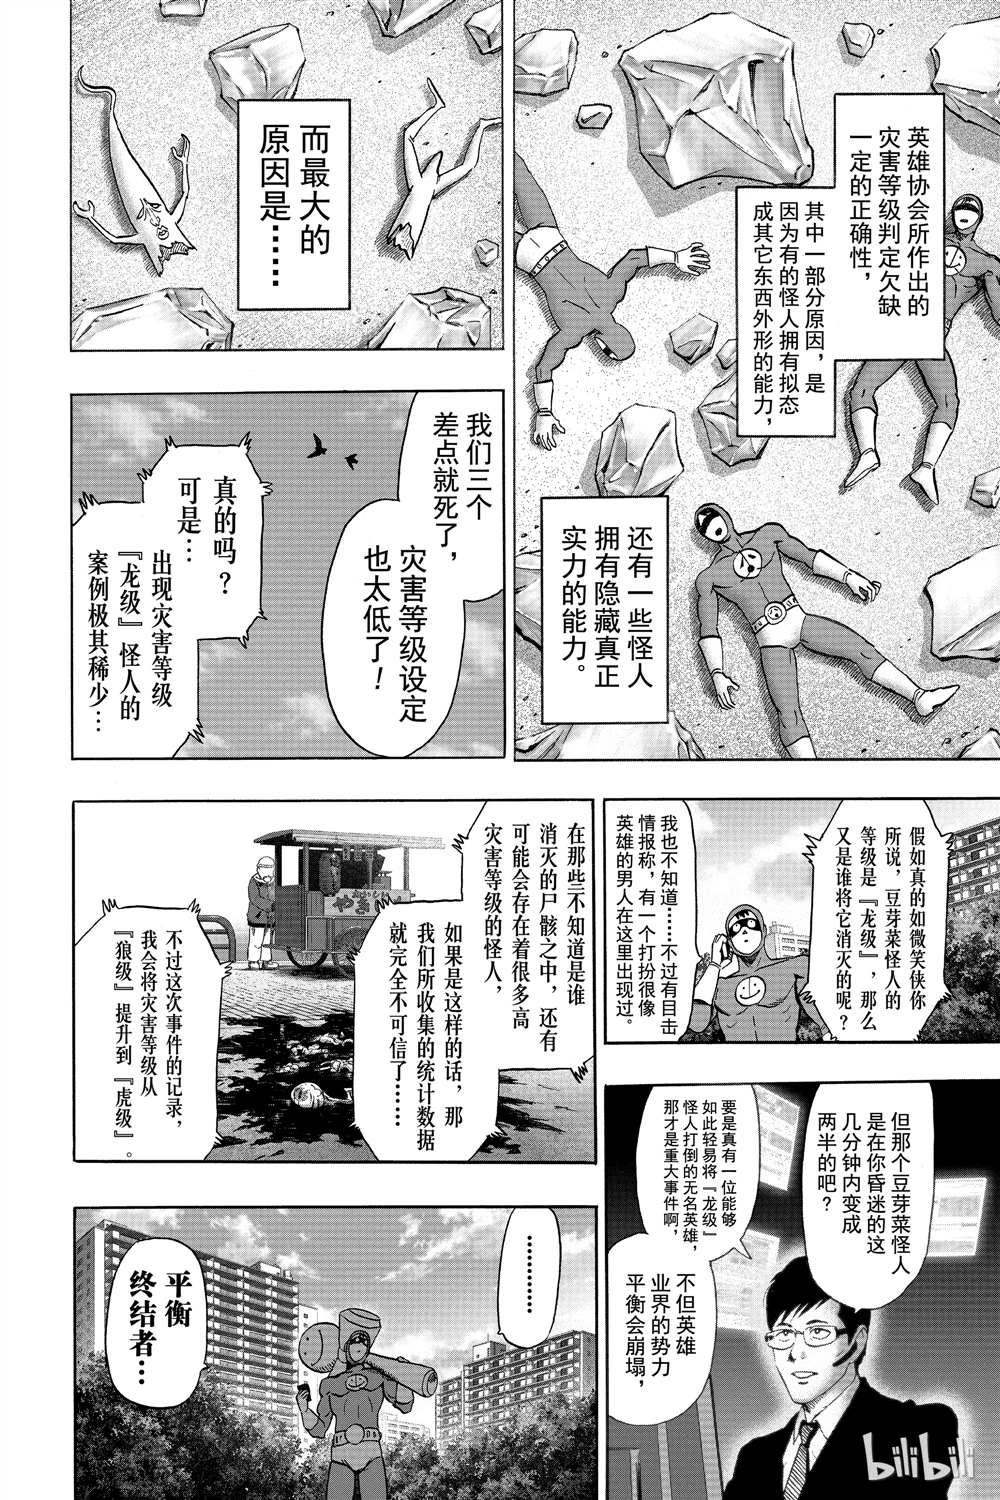 英雄协会所作出的
灾害等级判定欠缺
一定的正确性，
其中一部分原因，是
因为有的怪人拥有拟态
成其它东西外形的能力，
还有一些怪人
拥有隐藏真正
实力的能力。
而最大的
原因是……
我们三个
差点就死了，
灾害等级设定
也太低了！
真的吗？
可是…
出现灾害等级
『龙级』怪人的
案例极其稀少…
假如真的如微笑侠你
所说，豆芽菜怪人的
等级是『龙级』，那么
又是谁将它消灭的呢？
我也不知道……不过有目击
情报称，有一个打扮很像
英雄的男人在这里出现过。
在那些不知道是谁
消灭的尸骸之中，还有
可能会存在着很多高
灾害等级的怪人，
如果是这样的话，那
我们所收集的统计数据
就完全不可信了……
不过这次事件的记录，
我会将灾害等级从
『狼级』提升到『虎级』。
但那个豆芽菜怪人
是在你昏迷的这
几分钟内变成
两半的吧？
要是真有一位能够
如此轻易将『龙级』
怪人打倒的无名英雄，
那才是重大事件啊，
不但英雄
业界的势力
平衡会崩塌，
………
平衡
终结者…
bilibili